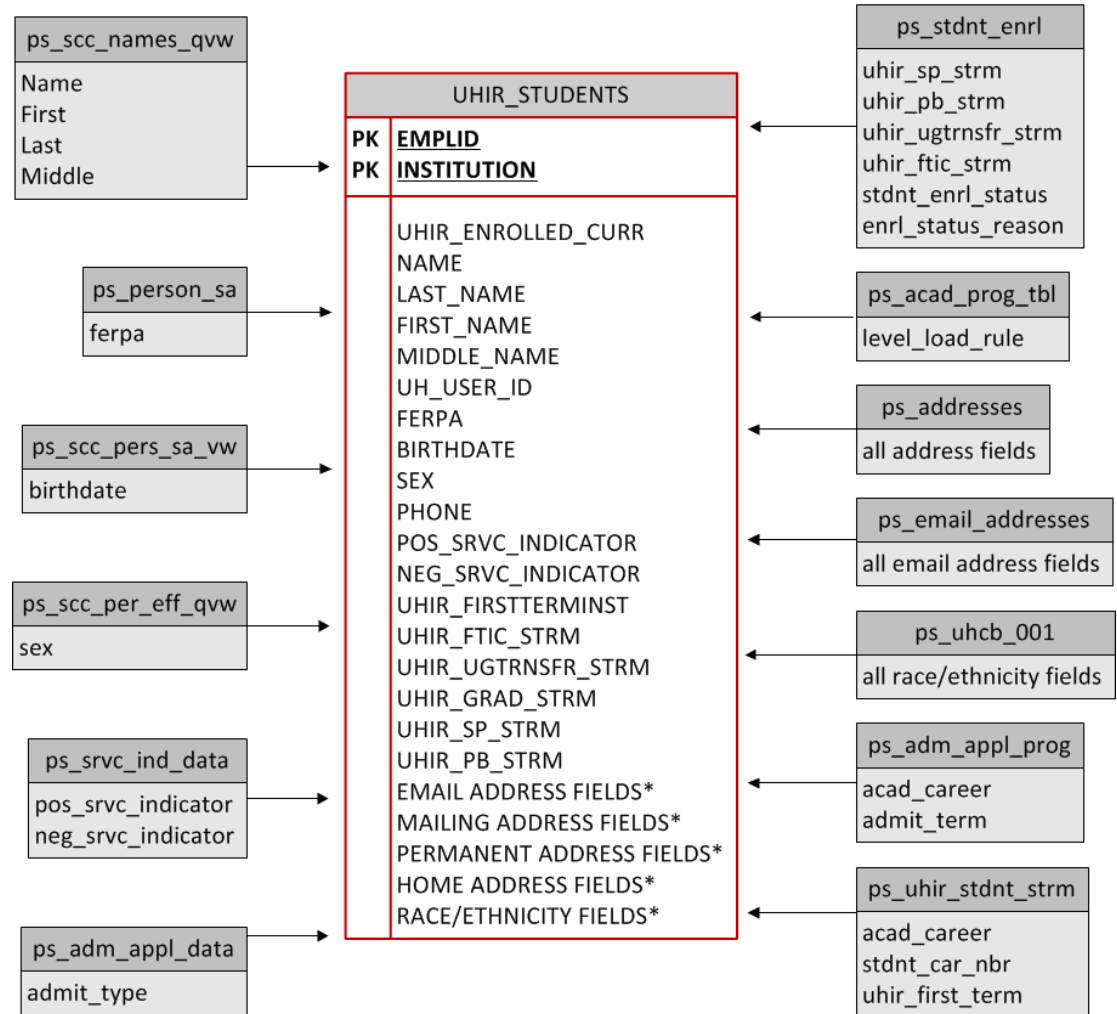 ps_scc_names_qvw
Name
First
Last
Middle
ps_person_sa
ferpa
ps_scc_pers_sa_vw
birthdate
ps_scc_per_eff_qvw
sex
ps_srvc_ind_data
pos_srvc_indicator
neg_srvc_indicator
ps_adm_appl_data
admit_type
UHIR_STUDENTS
PK EMPLID
PK INSTITUTION
UHIR_ENROLLED_CURR
NAME
LAST_NAME
FIRST_NAME
MIDDLE_NAME
UH_USER_ID
FERPA
BIRTHDATE
SEX
PHONE
POS_SRVC_INDICATOR
NEG_SRVC_INDICATOR
UHIR_FIRSTTERMINST
UHIR_FTIC_STRM
UHIR_UGTRNSFR_STRM
UHIR_GRAD_STRM
UHIR_SP_STRM
UHIR_PB_STRM
EMAIL ADDRESS FIELDS*
MAILING ADDRESS FIELDS*
PERMANENT ADDRESS FIELDS*
HOME ADDRESS FIELDS*
RACE/ETHNICITY FIELDS*
ps_stdnt_enrl
uhir_sp_strm
uhir_pb_strm
uhir_ugtrnsfr_strm
uhir_ftic_strm
stdnt_enrl_status
enrl_status_reason
ps_acad_prog_tbl
level_load_rule
ps_addresses
all address fields
ps_email_addresses
all email address fields
ps_uhcb_001
all race/ethnicity fields
ps_adm_appl_prog
acad_career
admit_term
ps_uhir_stdnt_strm
acad_career
stdnt_car_nbr
uhir_first_term